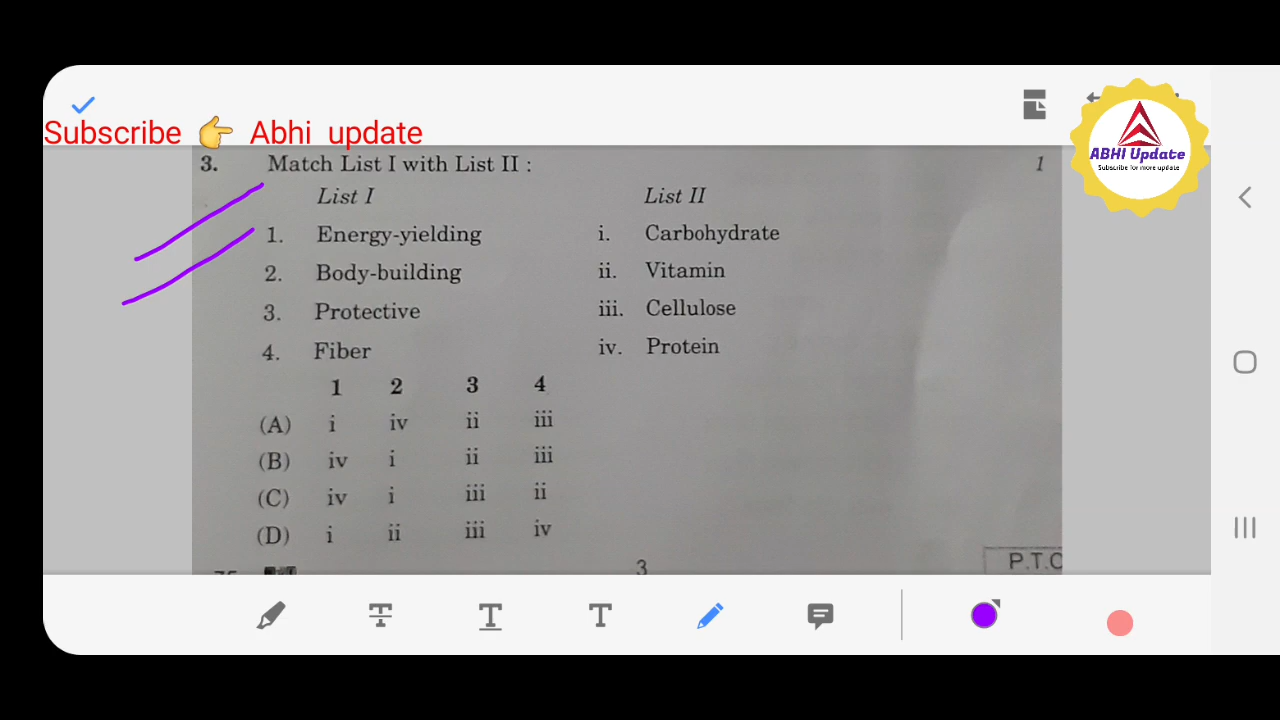 Subscribe 👉 Abhi update
ABHI Update
Subscribe for more update
3. Match List I with List II : 1
List I List II
1. Energy-yielding i. Carbohydrate
2. Body-building ii. Vitamin
3. Protective iii. Cellulose
4. Fiber iv. Protein
1 2 3 4
(A) i iv ii iii
(B) iv i ii iii
(C) iv i iii ii
(D) i ii iii iv
3
P.T.O
T T T